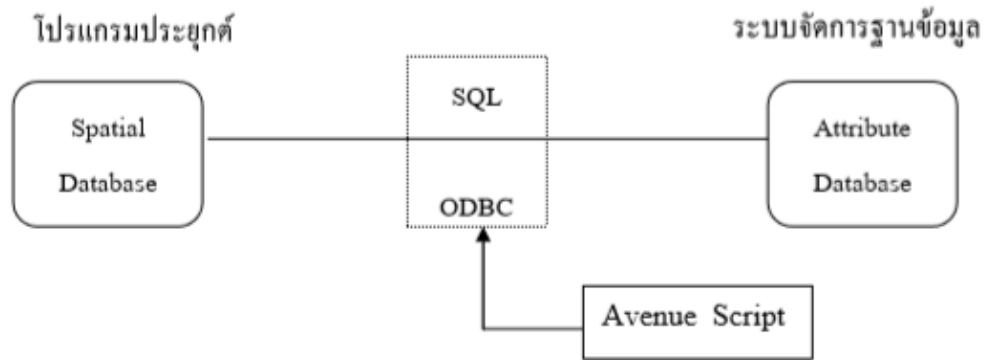 โปรแกรมประยุกต์
ระบบจัดการฐานข้อมูล
Spatial
Database
SQL
ODBC
Attribute
Database
Avenue Script